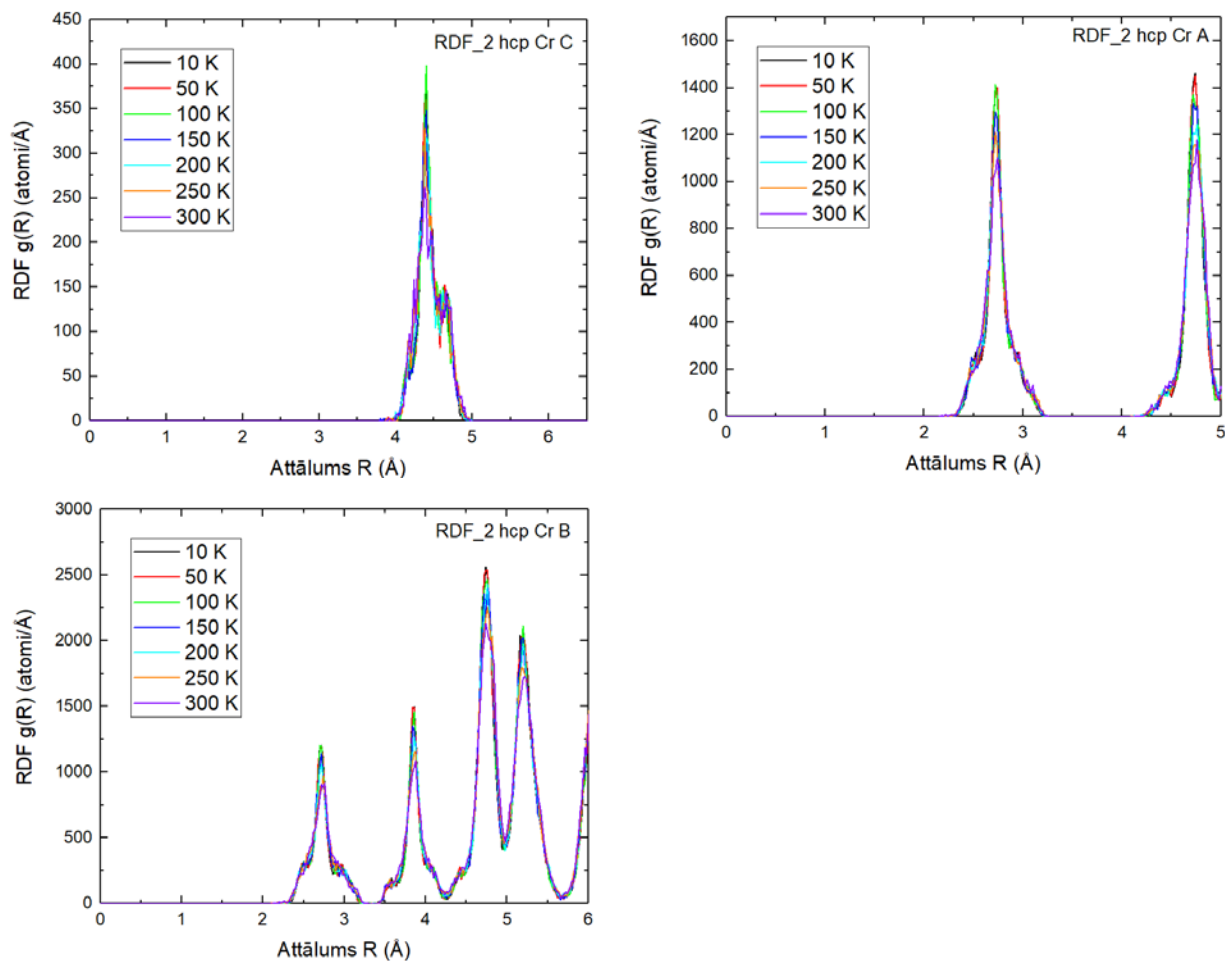 RDF_2 hcp Cr C
10 K
50 K
100 K
150 K
200 K
250 K
300 K
450
400
350
300
250
200
150
100
50
0
RDF g(R) (atomi/Å)
0 1 2 3 4 5 6
Attālums R (Å)
RDF_2 hcp Cr A
10 K
50 K
100 K
150 K
200 K
250 K
300 K
1600
1400
1200
1000
800
600
400
200
0
RDF g(R) (atomi/Å)
0 1 2 3 4 5
Attālums R (Å)
RDF_2 hcp Cr B
10 K
50 K
100 K
150 K
200 K
250 K
300 K
3000
2500
2000
1500
1000
500
0
RDF g(R) (atomi/Å)
0 1 2 3 4 5 6
Attālums R (Å)